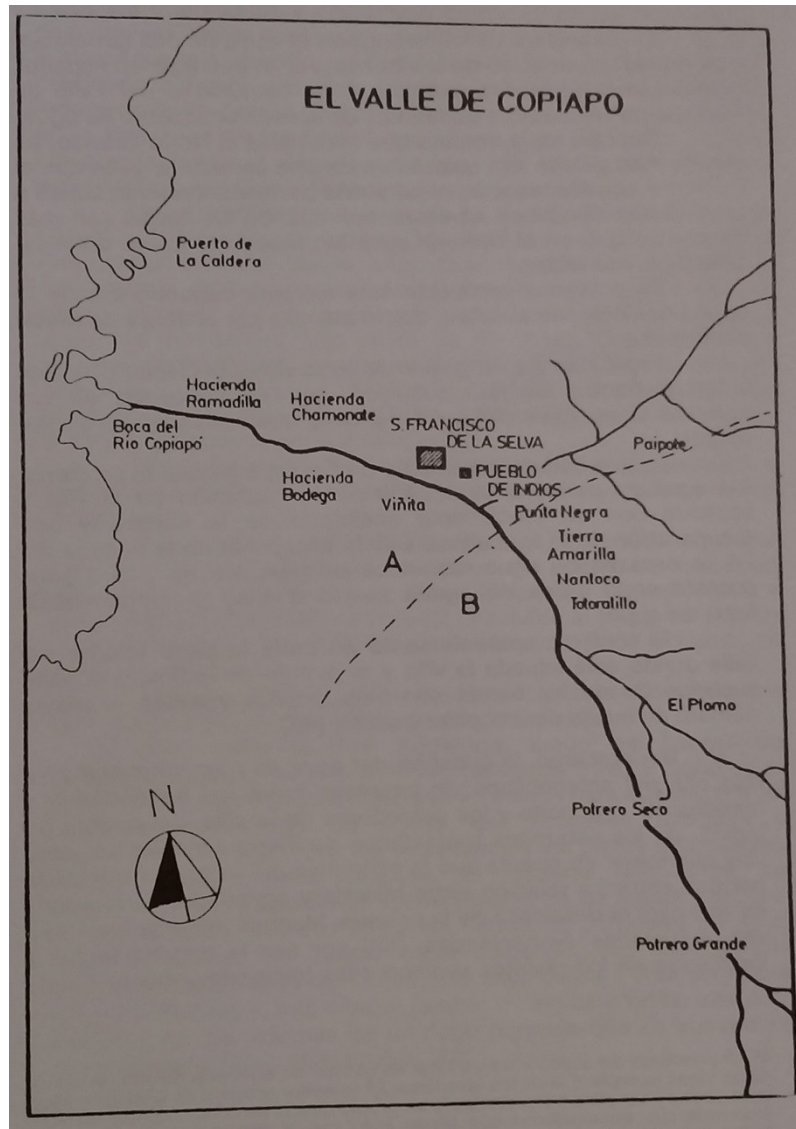 EL VALLE DE COPIAPO
Puerto de
La Caldera
Hacienda
Ramadilla
Hacienda
Chamonate
Boca del
Río Copiapó
S. FRANCISCO
DE LA SELVA
Paipote
PUEBLO
DE INDIOS
Hacienda
Bodega
Viñita
Punta Negra
Tierra
Amarilla
A
Nantoco
B
Totoralillo
El Plomo
Potrero Seco
N
Potrero Grande